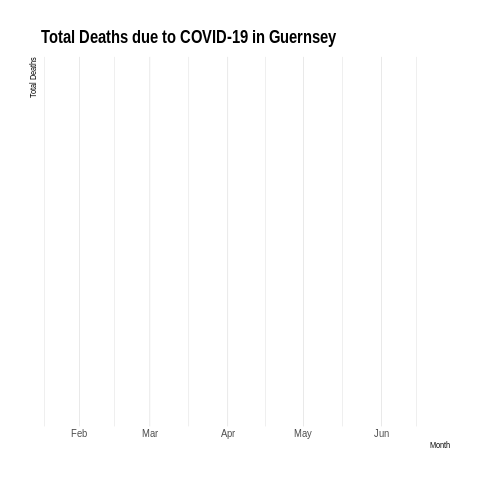 Total Deaths due to COVID-19 in Guernsey
Total Deaths
Feb Mar Apr May Jun
Month